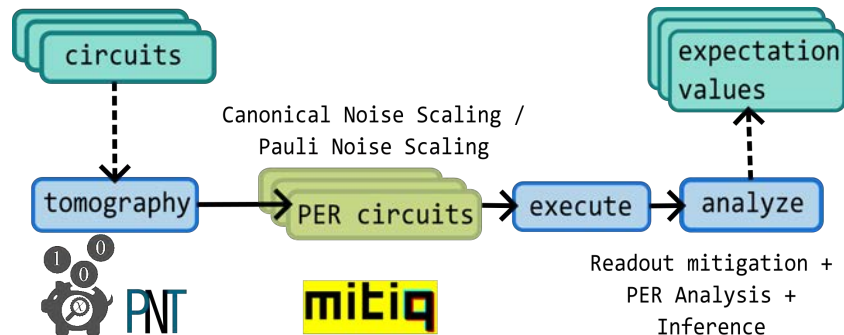 circuits
expectation
values
Canonical Noise Scaling /
Pauli Noise Scaling
tomography
PER circuits
execute
analyze
1
0
0
X
PNT
mitiq
Readout mitigation +
PER Analysis +
Inference